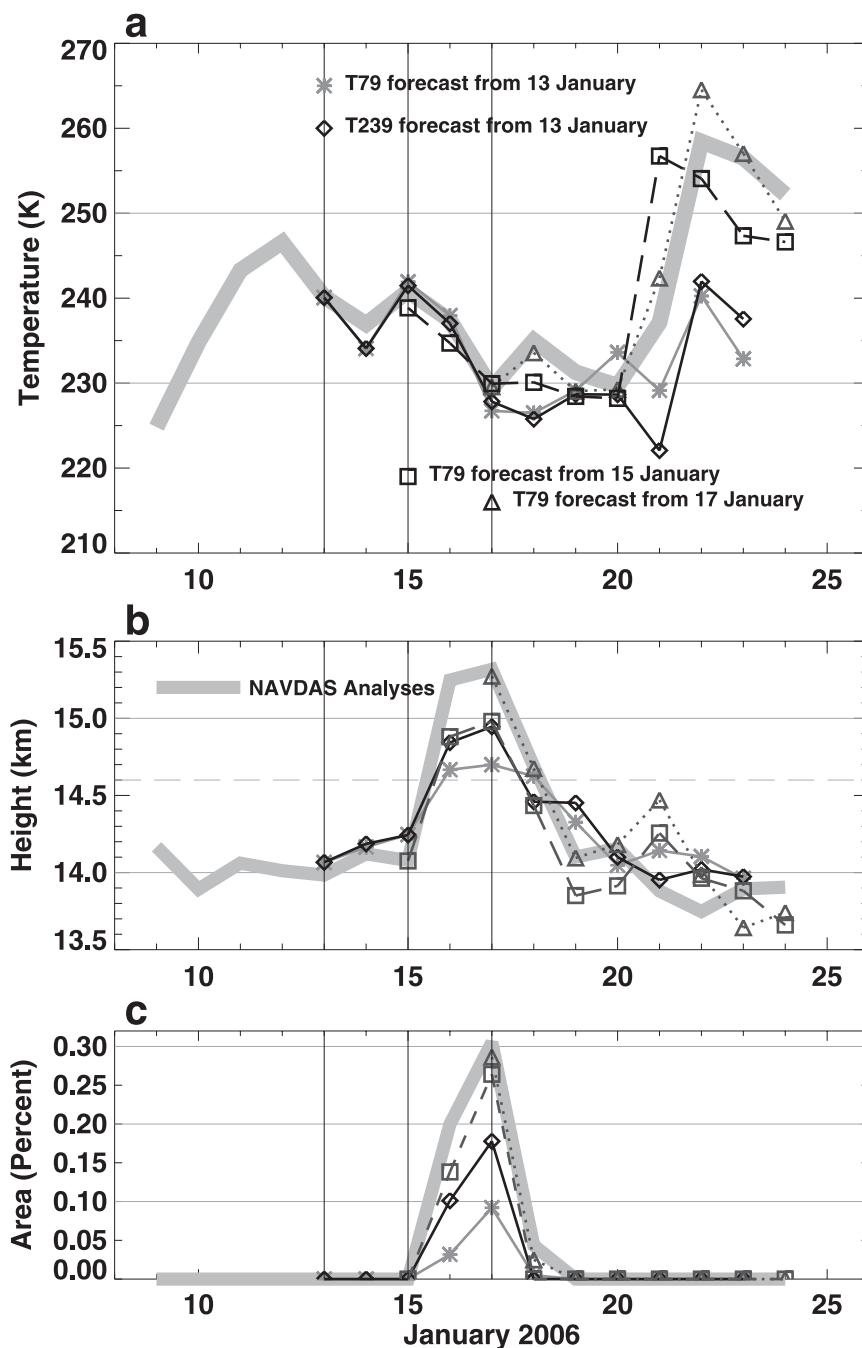 a
270
260
250
240
230
220
210
Temperature (K)
T79 forecast from 13 January
T239 forecast from 13 January
T79 forecast from 15 January
T79 forecast from 17 January
10 15 20 25
b
15.5
15.0
14.5
14.0
13.5
Height (km)
NAVDAS Analyses
10 15 20 25
c
0.30
0.25
0.20
0.15
0.10
0.05
0.00
Area (Percent)
10 15 20 25
January 2006